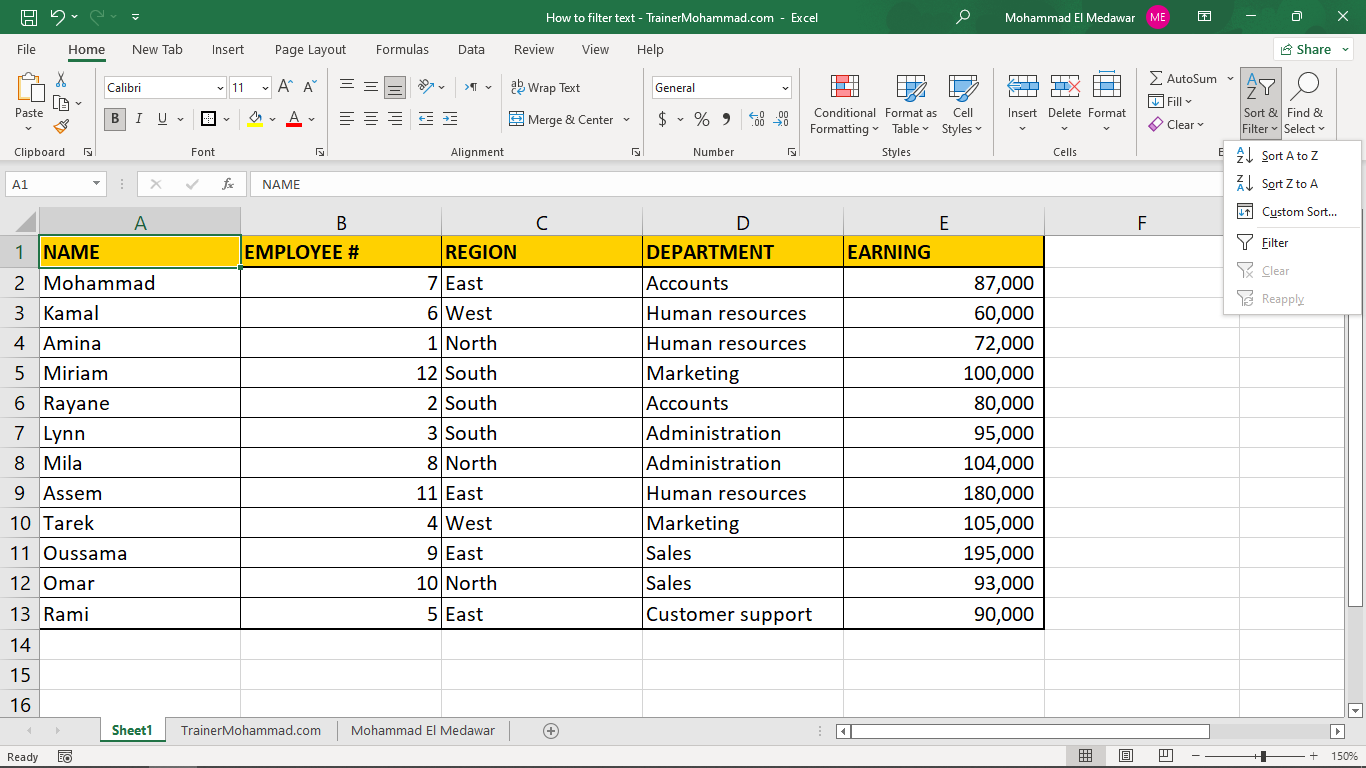 How to filter text - TrainerMohammad.com - Excel
Mohammad El Medawar ME
File Home New Tab Insert Page Layout Formulas Data Review View Help Share
Paste
Clipboard
Calibri 11
B I U A
Font
Wrap Text
Merge & Center
Alignment
General
$ %
Number
Conditional Formatting
Format as Table
Cell Styles
Styles
Insert Delete Format
Cells
AutoSum
Fill
Clear
Sort & Filter
Find & Select
E
Sort A to Z
Sort Z to A
Custom Sort...
Filter
Clear
Reapply
A1 fx NAME
A B C D E F
1 NAME EMPLOYEE # REGION DEPARTMENT EARNING
2 Mohammad 7 East Accounts 87,000
3 Kamal 6 West Human resources 60,000
4 Amina 1 North Human resources 72,000
5 Miriam 12 South Marketing 100,000
6 Rayane 2 South Accounts 80,000
7 Lynn 3 South Administration 95,000
8 Mila 8 North Administration 104,000
9 Assem 11 East Human resources 180,000
10 Tarek 4 West Marketing 105,000
11 Oussama 9 East Sales 195,000
12 Omar 10 North Sales 93,000
13 Rami 5 East Customer support 90,000
14
15
16
Sheet1 TrainerMohammad.com Mohammad El Medawar
Ready 150%